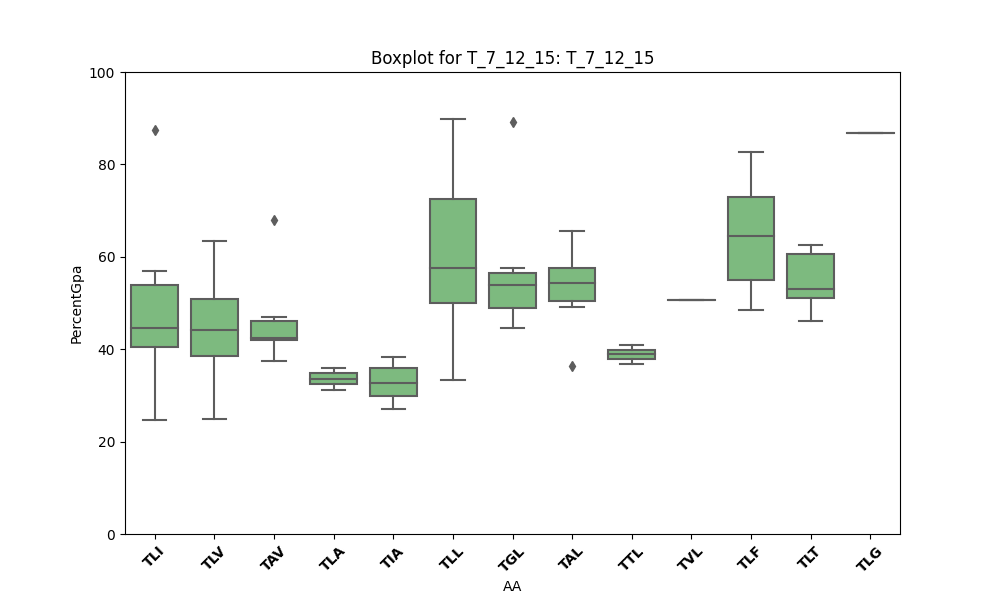 Boxplot for T_7_12_15: T_7_12_15
PercentGpa
100
80
60
40
20
0
TLI TLV TAV TLA TIA TLL TGL TAL TTL TVL TLF TLT TLG
AA